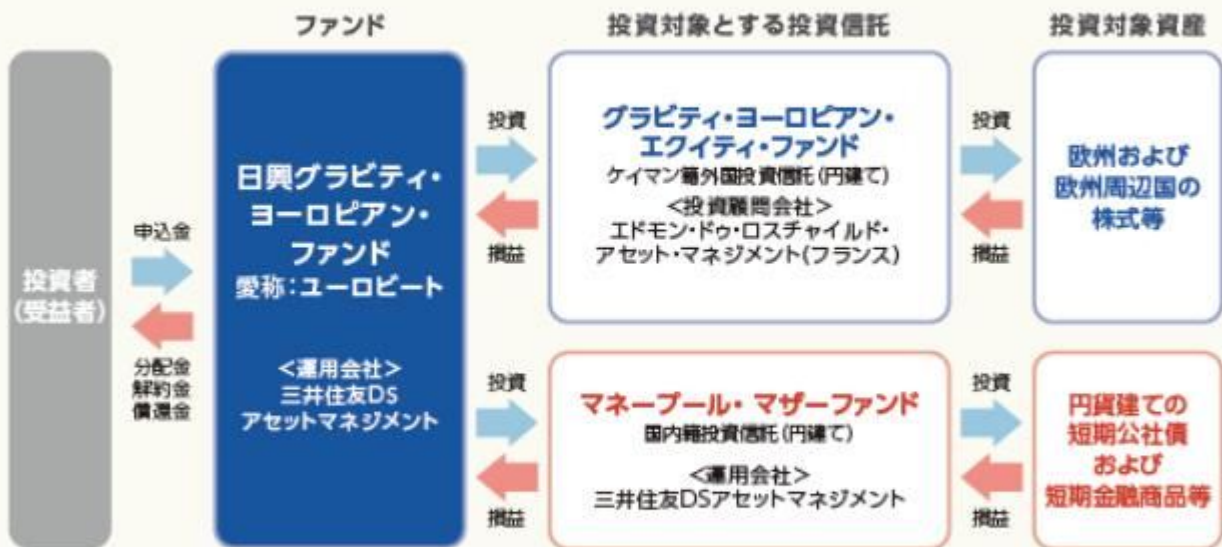 ファンド
投資対象とする投資信託
投資対象資産
投資者
(受益者)
申込金
分配金
解約金
償還金
日興グラビティ・
ヨーロピアン・
ファンド
愛称:ユーロビート
<運用会社>
三井住友DS
アセットマネジメント
投資
損益
グラビティ・ヨーロピアン・
エクイティ・ファンド
ケイマン籍外国投資信託(円建て)
<投資顧問会社>
エドモン・ドゥ・ロスチャイルド・
アセット・マネジメント(フランス)
投資
損益
欧州および
欧州周辺国の
株式等
投資
損益
マネープール・マザーファンド
国内籍投資信託(円建て)
<運用会社>
三井住友DSアセットマネジメント
投資
損益
円貨建ての
短期公社債
および
短期金融商品等